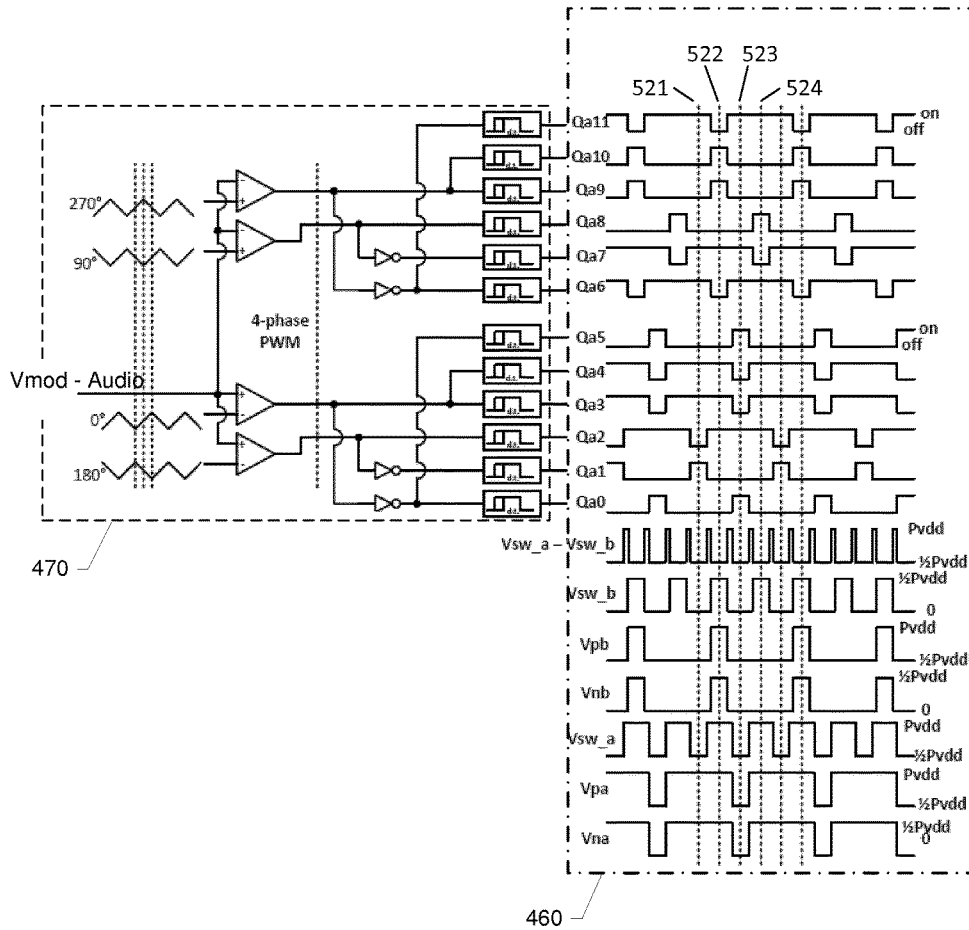 522
523
521
524
Qa11
on
off
Qa10
270°
Qa9
Qa8
90°
Qa7
Qa6
4-phase
PWM
Qa5
on
off
Vmod - Audio
Qa4
0°
Qa3
Qa2
180°
Qa1
Qa0
470
Vsw_a – Vsw_b
Pvdd
½Pvdd
Vsw_b
½Pvdd
0
Vpb
Pvdd
½Pvdd
Vnb
½Pvdd
0
Vsw_a
Pvdd
½Pvdd
Vpa
Pvdd
½Pvdd
Vna
½Pvdd
0
460